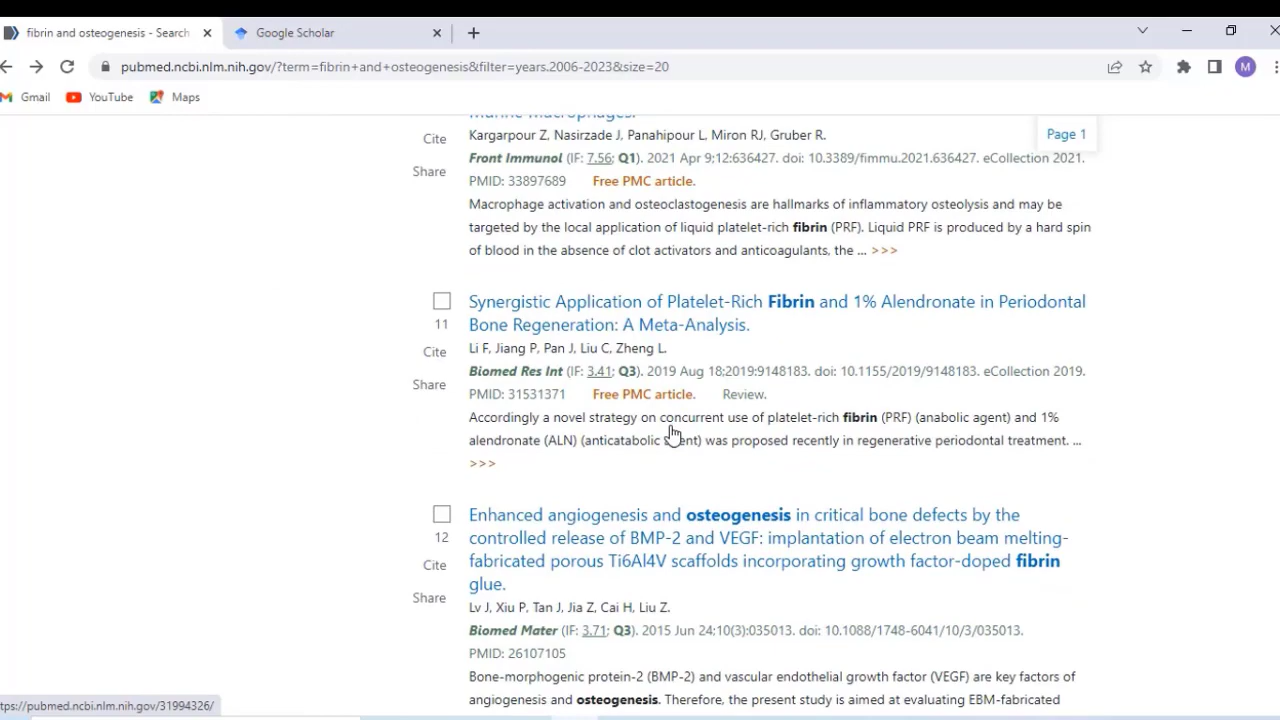 fibrin and osteogenesis - Search
Google Scholar
pubmed.ncbi.nlm.nih.gov/?term=fibrin+and+osteogenesis&filter=years.2006-2023&size=20
M
Gmail
YouTube
Maps
Murine Macrophages.
Page 1
Cite
Kargarpour Z, Nasirzade J, Panahipour L, Miron RJ, Gruber R.
Share
Front Immunol (IF: 7.56; Q1). 2021 Apr 9;12:636427. doi: 10.3389/fimmu.2021.636427. eCollection 2021.
PMID: 33897689 Free PMC article.
Macrophage activation and osteoclastogenesis are hallmarks of inflammatory osteolysis and may be
targeted by the local application of liquid platelet-rich fibrin (PRF). Liquid PRF is produced by a hard spin
of blood in the absence of clot activators and anticoagulants, the ... >>>
Synergistic Application of Platelet-Rich Fibrin and 1% Alendronate in Periodontal
11
Bone Regeneration: A Meta-Analysis.
Cite
Li F, Jiang P, Pan J, Liu C, Zheng L.
Share
Biomed Res Int (IF: 3.41; Q3). 2019 Aug 18;2019:9148183. doi: 10.1155/2019/9148183. eCollection 2019.
PMID: 31531371 Free PMC article. Review.
Accordingly a novel strategy on concurrent use of platelet-rich fibrin (PRF) (anabolic agent) and 1%
alendronate (ALN) (anticatabolic agent) was proposed recently in regenerative periodontal treatment. ...
>>>
Enhanced angiogenesis and osteogenesis in critical bone defects by the
12
controlled release of BMP-2 and VEGF: implantation of electron beam melting-
Cite
fabricated porous Ti6Al4V scaffolds incorporating growth factor-doped fibrin
Share
glue.
Lv J, Xiu P, Tan J, Jia Z, Cai H, Liu Z.
Biomed Mater (IF: 3.71; Q3). 2015 Jun 24;10(3):035013. doi: 10.1088/1748-6041/10/3/035013.
PMID: 26107105
Bone-morphogenic protein-2 (BMP-2) and vascular endothelial growth factor (VEGF) are key factors of
angiogenesis and osteogenesis. Therefore, the present study is aimed at evaluating EBM-fabricated
tps://pubmed.ncbi.nlm.nih.gov/31994326/